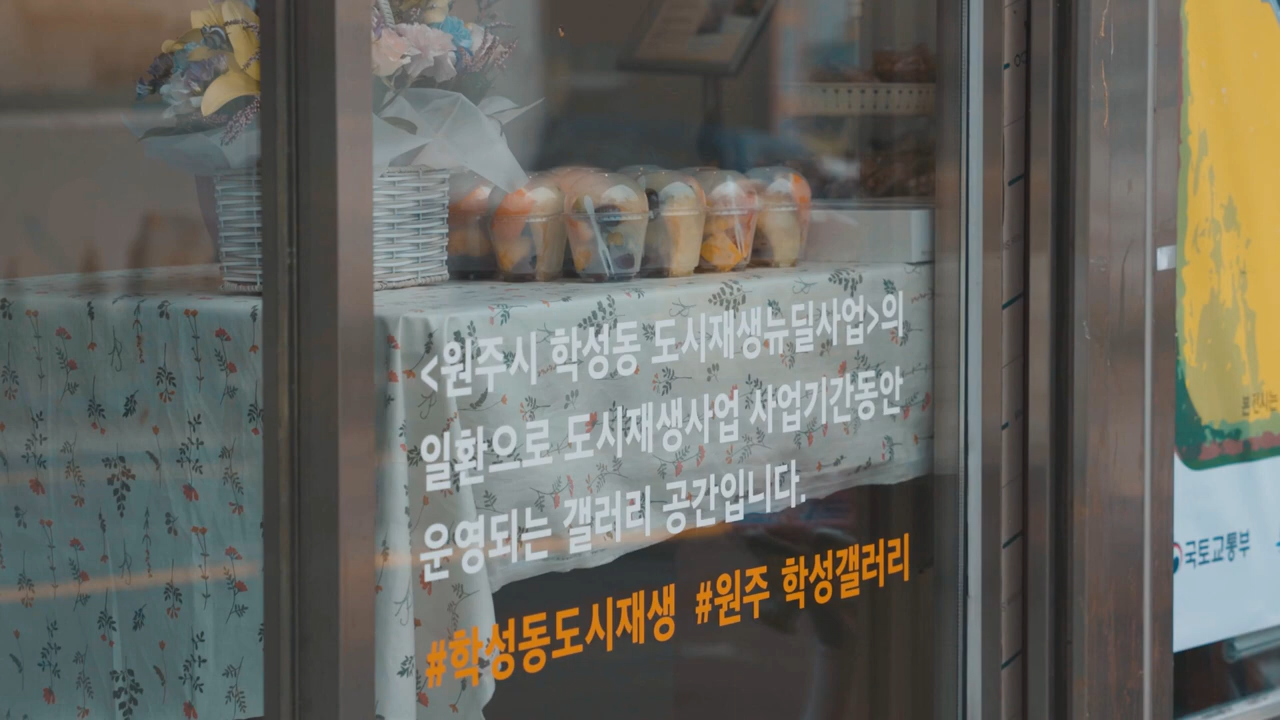 <원주시 학성동 도시재생뉴딜사업>의
일환으로 도시재생사업 사업기간동안
운영되는 갤러리 공간입니다.
#학성동도시재생 #원주 학성갤러리
국토교통부